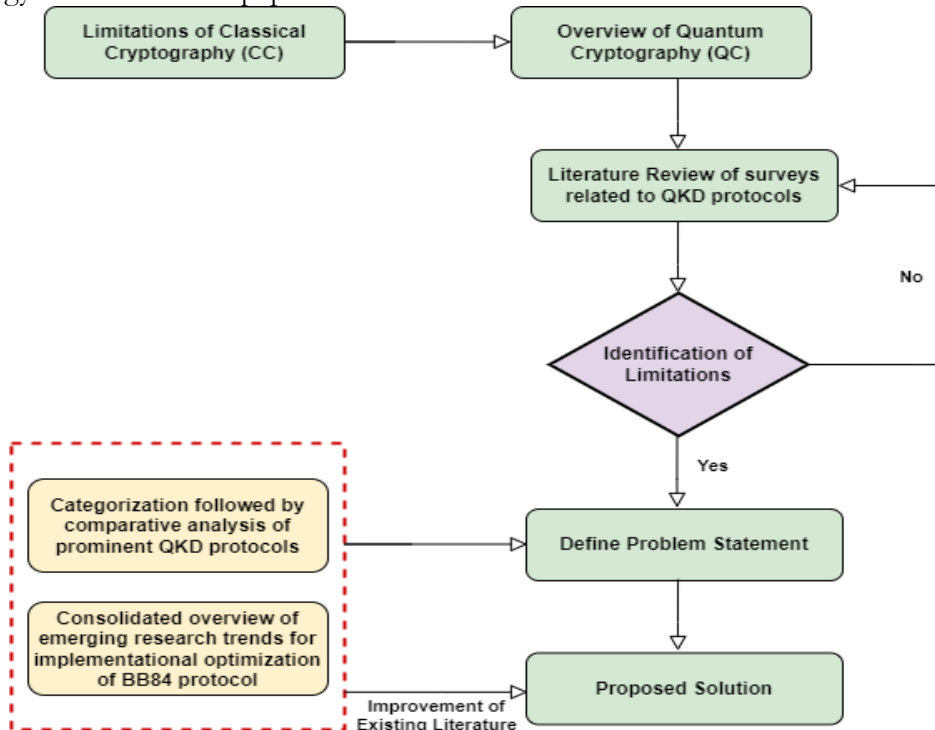 Limitations of Classical
Cryptography (CC)
Overview of Quantum
Cryptography (QC)
Literature Review of surveys
related to QKD protocols
No
Identification of
Limitations
Yes
Categorization followed by
comparative analysis of
prominent QKD protocols
Define Problem Statement
Consolidated overview of
emerging research trends for
implementational optimization
of BB84 protocol
Proposed Solution
Improvement of
Existing Literature